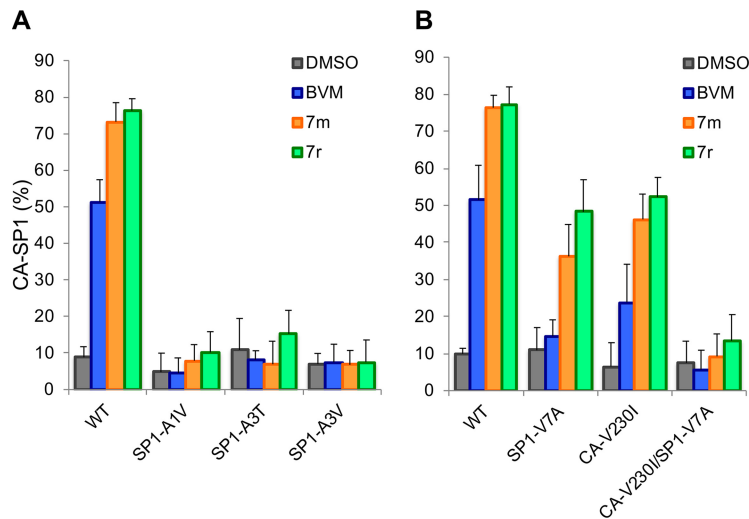 A
CA-SP1 (%)
90
80
70
60
50
40
30
20
10
0
DMSO
BVM
7m
7r
WT
SP1-A1V
SP1-A3T
SP1-A3V
B
90
80
70
60
50
40
30
20
10
0
DMSO
BVM
7m
7r
WT
SP1-V7A
CA-V230I
CA-V230I/SP1-V7A